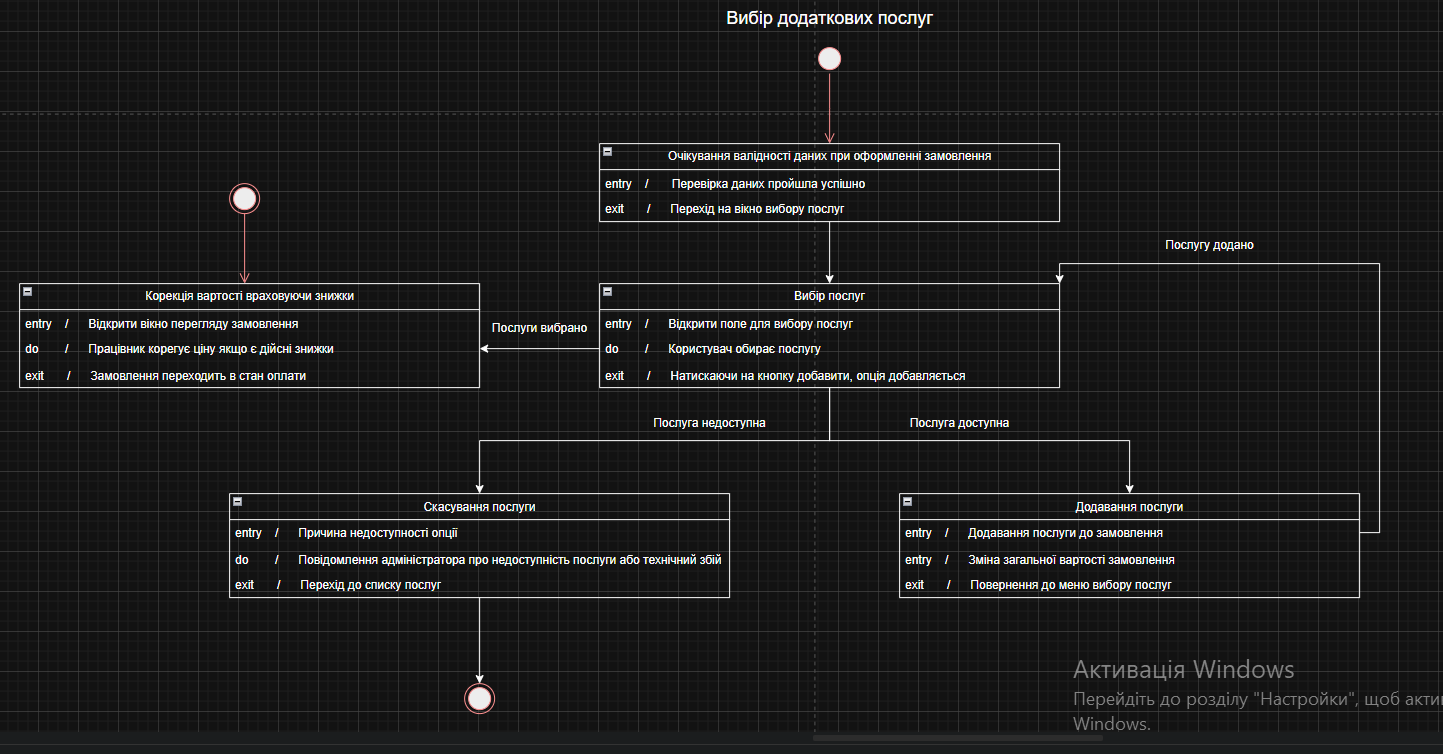 Вибір додаткових послуг
Очікування валідності даних при оформленні замовлення
entry / Перевірка даних пройшла успішно
exit / Перехід на вікно вибору послуг
Послугу додано
Корекція вартості враховуючи знижки
entry / Відкрити вікно перегляду замовлення
do / Працівник корегує ціну якщо є дійсні знижки
exit / Замовлення переходить в стан оплати
Послуги вибрано
Вибір послуг
entry / Відкрити поле для вибору послуг
do / Користувач обирає послугу
exit / Натискаючи на кнопку добавити, опція добавляється
Послуга недоступна
Послуга доступна
Скасування послуги
entry / Причина недоступності опції
do / Повідомлення адміністратора про недоступність послуги або технічний збій
exit / Перехід до списку послуг
Додавання послуги
entry / Додавання послуги до замовлення
entry / Зміна загальної вартості замовлення
exit / Повернення до меню вибору послуг
Активація Windows
Перейдіть до розділу "Настройки", щоб акти
Windows.